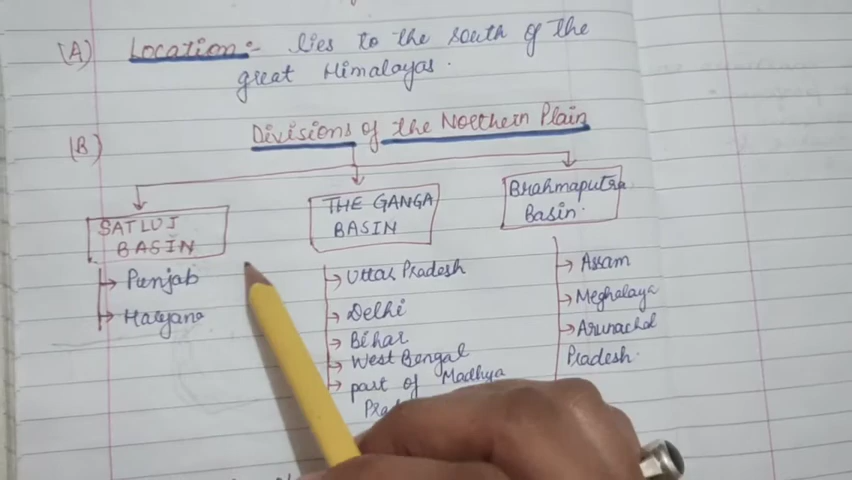 (A) Location:- lies to the south of the
great Himalayas.
(B) Divisions of the Northern Plain
SATLUJ
BASIN
→ Punjab
→ Haryana
THE GANGA
BASIN
→ Uttar Pradesh
→ Delhi
→ Bihar
→ West Bengal
→ part of Madhya
Brahmaputra
Basin.
→ Assam
→ Meghalaya
→ Arunachal
Pradesh.